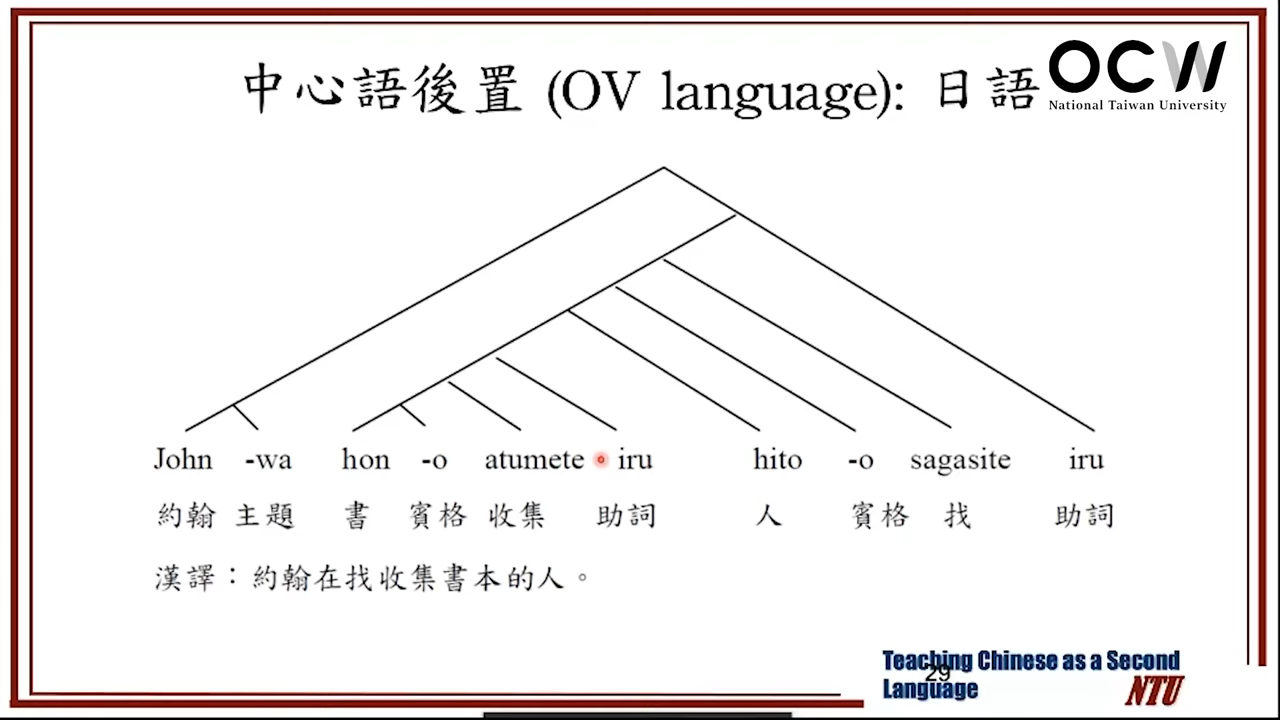 中心語後置 (OV language): 日語
OCW
National Taiwan University
John -wa hon -o atumete iru hito -o sagasite iru
約翰 主題 書 賓格 收集 助詞 人 賓格 找 助詞
漢譯：約翰在找收集書本的人。
Teaching Chinese as a Second
Language
29
NTU